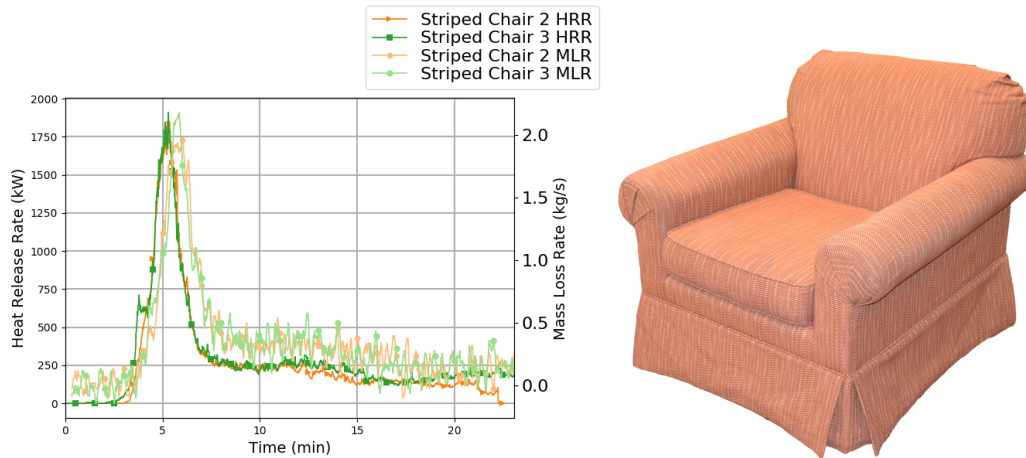 Striped Chair 2 HRR
Striped Chair 3 HRR
Striped Chair 2 MLR
Striped Chair 3 MLR
2000
1750
1500
1250
1000
750
500
250
0
Heat Release Rate (kW)
2.0
1.5
1.0
0.5
0.0
Mass Loss Rate (kg/s)
0 5 10 15 20
Time (min)